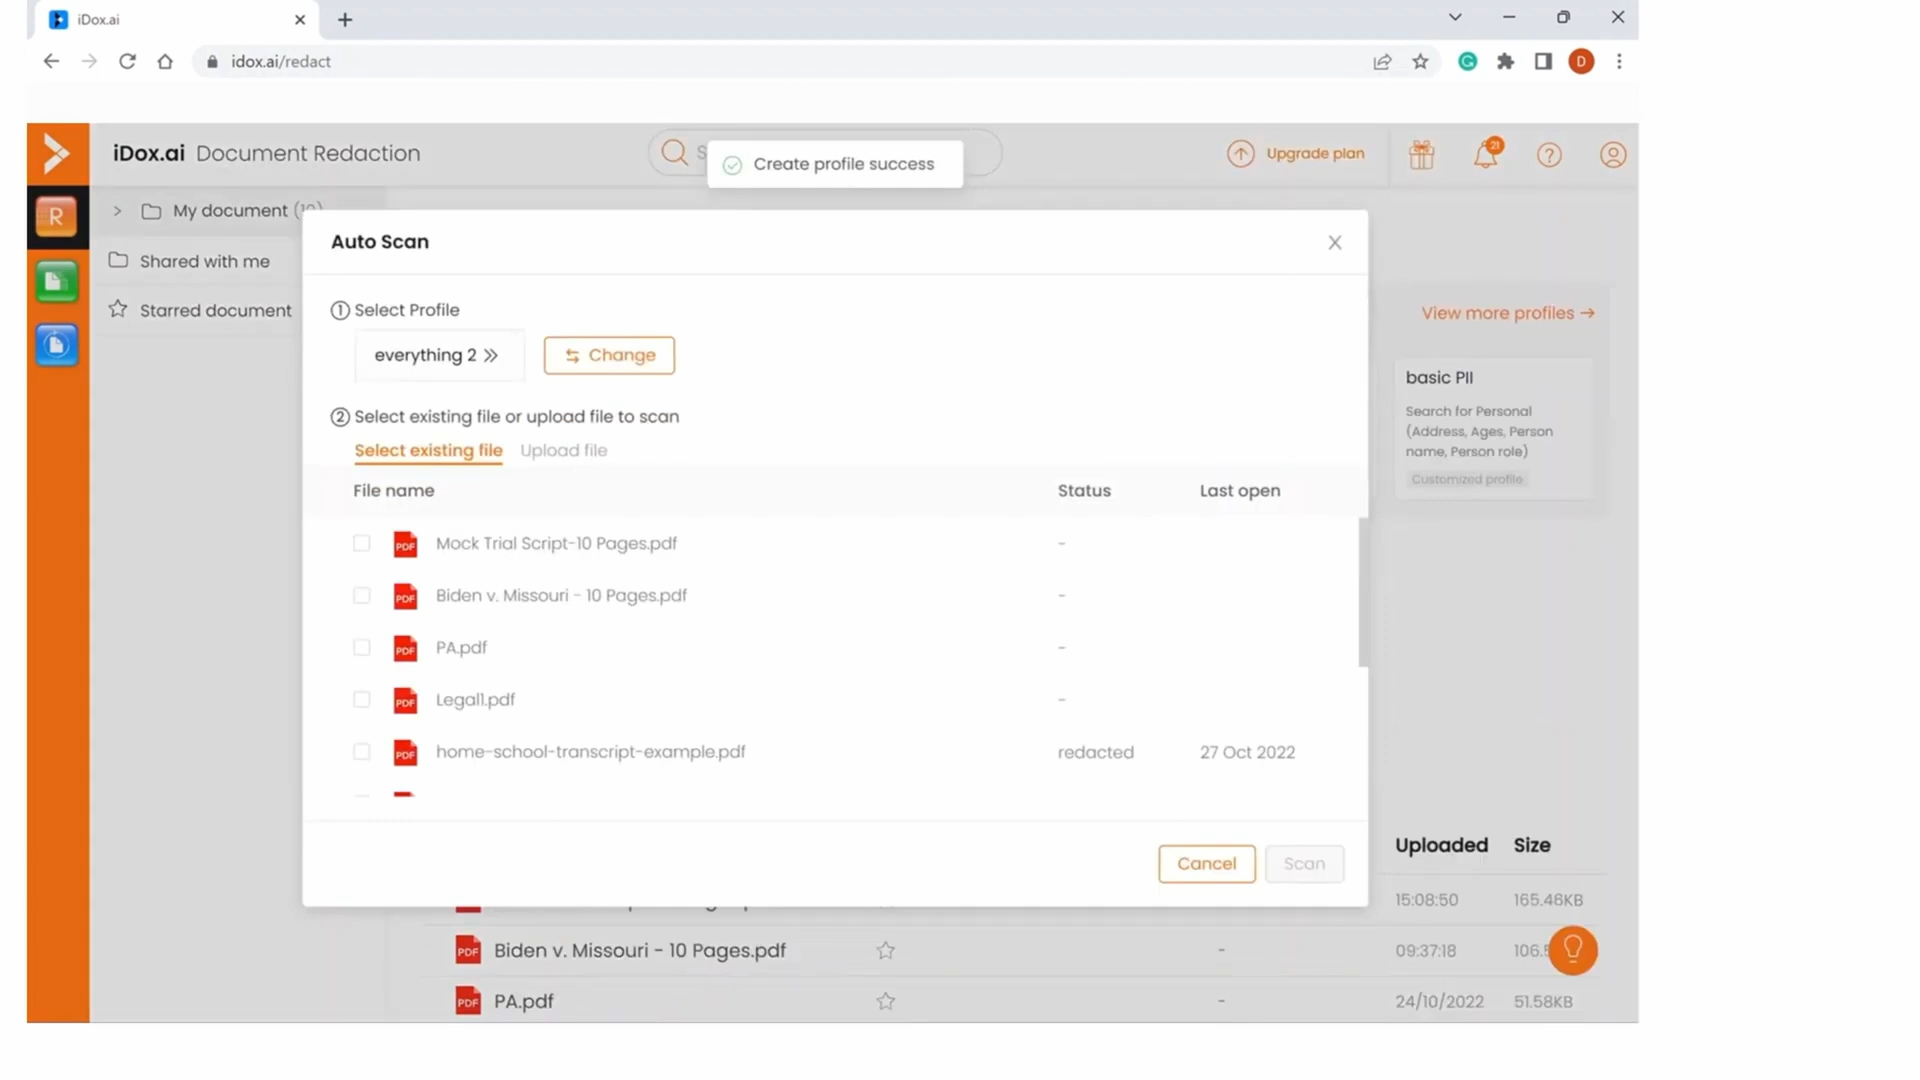 iDox.ai
idox.ai/redact
D
iDox.ai Document Redaction
S
Create profile success
Upgrade plan
21
R
My document
Shared with me
Starred document
Auto Scan
1 Select Profile
everything 2 »
Change
2 Select existing file or upload file to scan
Select existing file Upload file
File name Status Last open
PDF Mock Trial Script-10 Pages.pdf -
PDF Biden v. Missouri - 10 Pages.pdf -
PDF PA.pdf -
PDF Legal1.pdf -
PDF home-school-transcript-example.pdf redacted 27 Oct 2022
Cancel Scan
View more profiles →
basic PII
Search for Personal
(Address, Ages, Person
name, Person role)
Customized profile
Uploaded Size
15:08:50 165.46KB
PDF Biden v. Missouri - 10 Pages.pdf - 09:37:18 106.
PDF PA.pdf - 24/10/2022 51.58KB